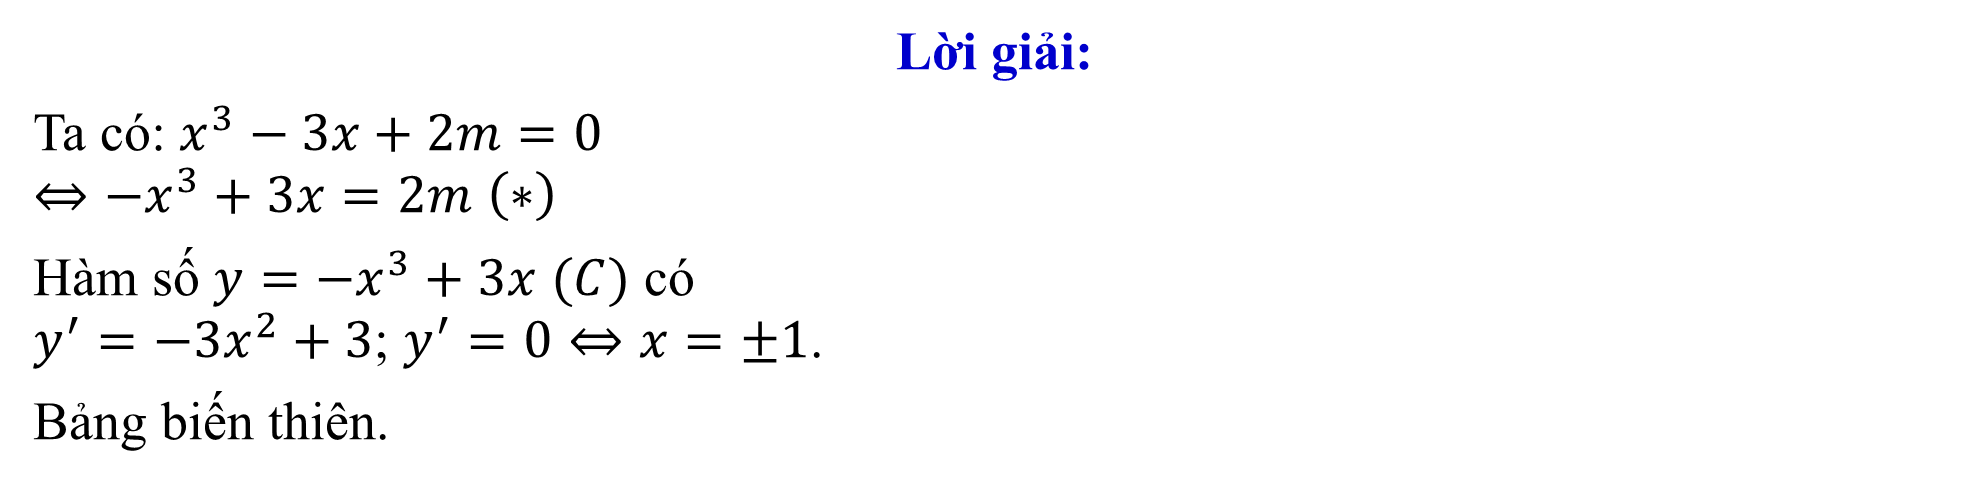 Lời giải:
Ta có: x³ − 3x + 2m = 0
⇔ −x³ + 3x = 2m (∗)
Hàm số y = −x³ + 3x (C) có
y′ = −3x² + 3; y′ = 0 ⇔ x = ±1.
Bảng biến thiên.